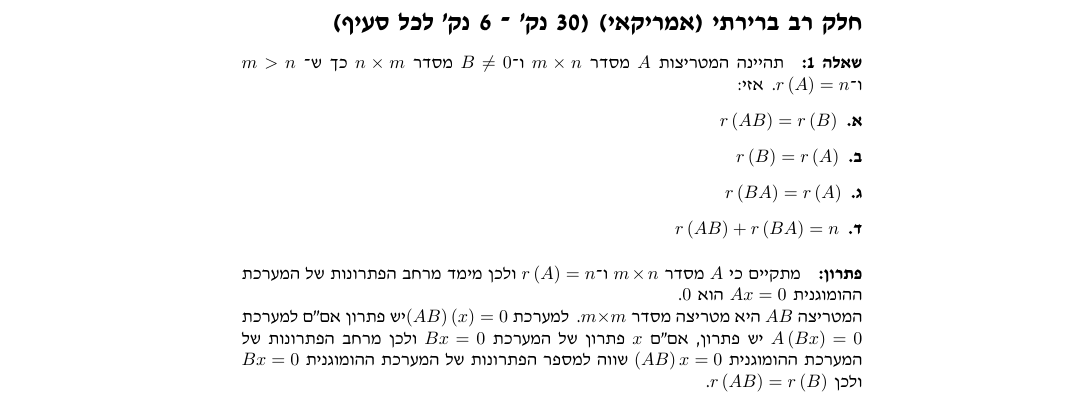 חלק רב ברירתי (אמריקאי) (30 נק' - 6 נק' לכל סעיף)
שאלה 1: תהיינה המטריצות A מסדר m × n ו־B ≠ 0 מסדר n × m כך ש־ m > n
ו־r (A) = n. אזי:
א. r (AB) = r (B)
ב. r (B) = r (A)
ג. r (BA) = r (A)
ד. r (AB) + r (BA) = n
פתרון: מתקיים כי A מסדר m × n ו־r (A) = n ולכן מימד מרחב הפתרונות של המערכת
ההומוגנית Ax = 0 הוא 0.
המטריצה AB היא מטריצה מסדר m×m. למערכת (AB) (x) = 0יש פתרון אם"ם למערכת
A (Bx) = 0 יש פתרון, אם"ם x פתרון של המערכת Bx = 0 ולכן מרחב הפתרונות של
המערכת ההומוגנית (AB) x = 0 שווה למספר הפתרונות של המערכת ההומוגנית Bx = 0
ולכן r (AB) = r (B).